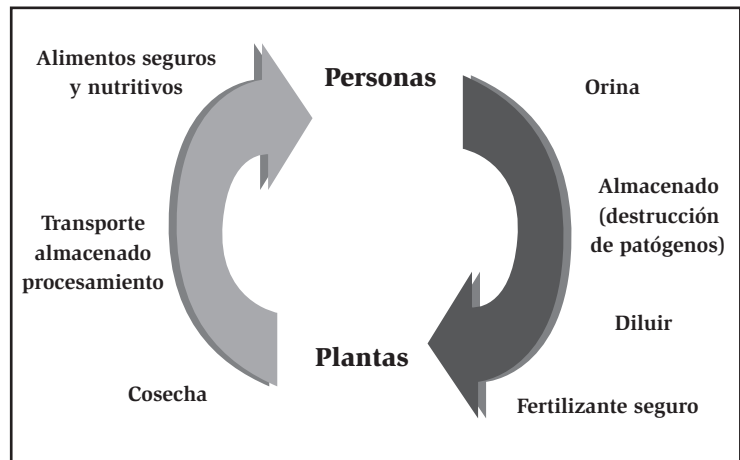 Alimentos seguros
y nutritivos
Personas
Orina
Almacenado
(destrucción
de patógenos)
Transporte
almacenado
procesamiento
Diluir
Plantas
Cosecha
Fertilizante seguro